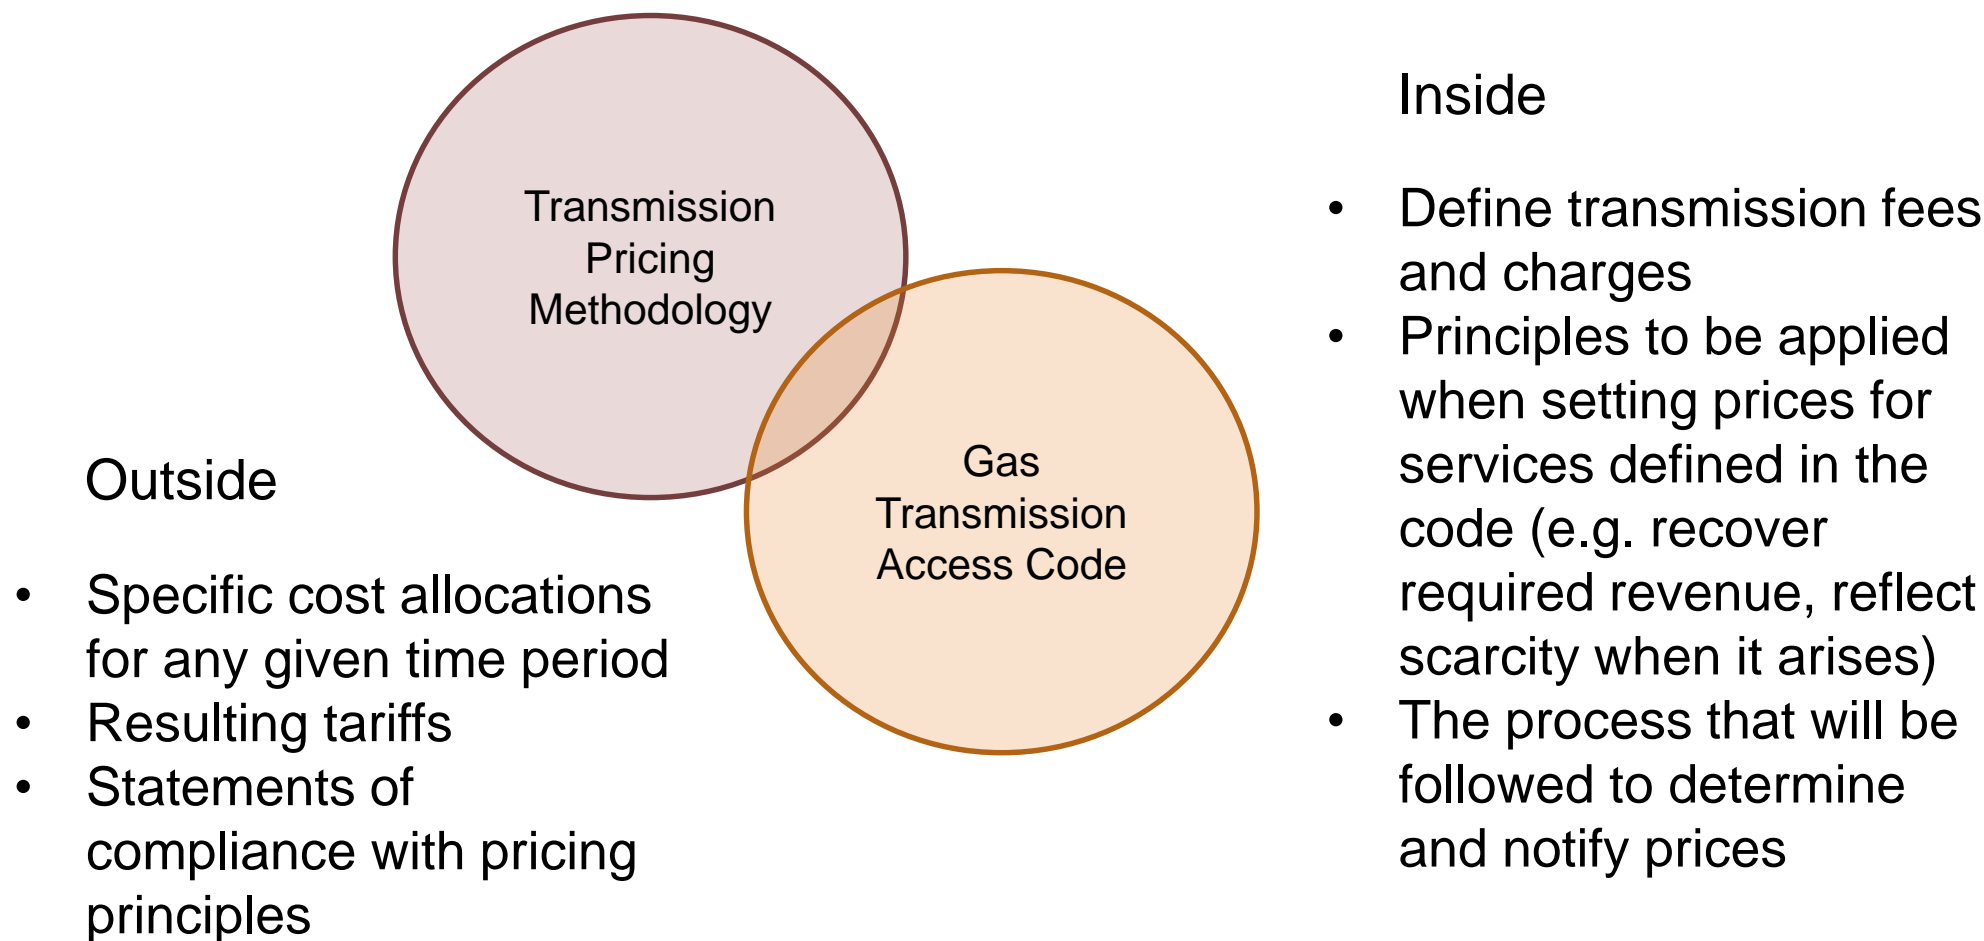 Transmission
Pricing
Methodology
Gas
Transmission
Access Code
Outside
• Specific cost allocations
for any given time period
• Resulting tariffs
• Statements of
compliance with pricing
principles
Inside
• Define transmission fees
and charges
• Principles to be applied
when setting prices for
services defined in the
code (e.g. recover
required revenue, reflect
scarcity when it arises)
• The process that will be
followed to determine
and notify prices